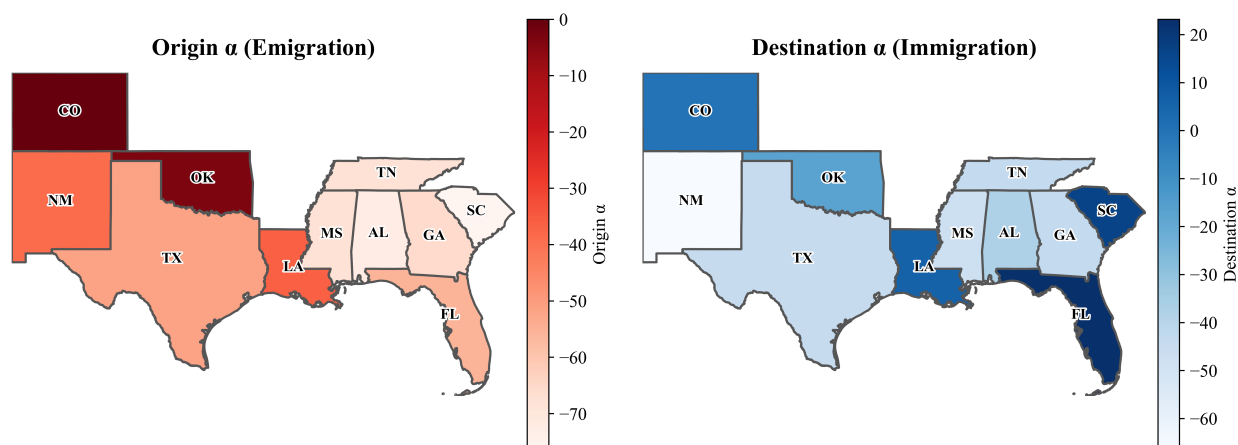 Origin α (Emigration)
CO
NM
OK
TX
LA
MS
AL
TN
GA
SC
FL
0
−10
−20
−30
−40
−50
−60
−70
Origin α
Destination α (Immigration)
CO
NM
OK
TX
LA
MS
AL
TN
GA
SC
FL
20
10
0
−10
−20
−30
−40
−50
−60
Destination α